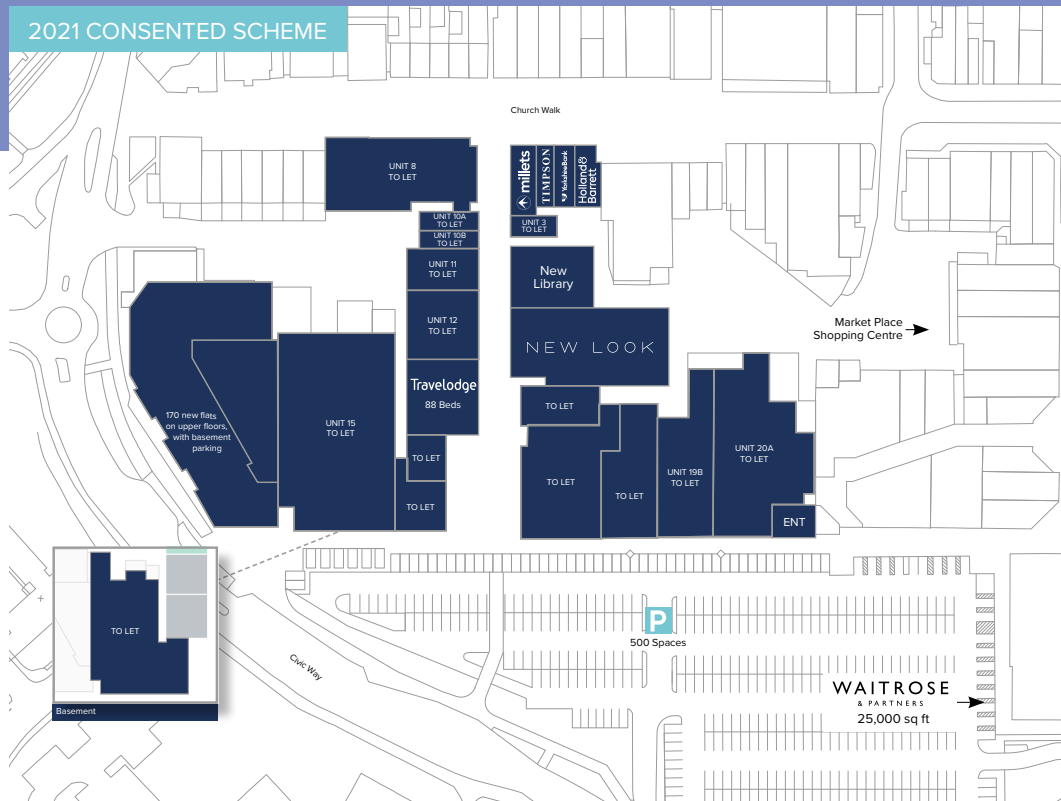 2021 CONSENTED SCHEME
Church Walk
UNIT 8
TO LET
millets
TIMPSON
YorkshireBank
Holland&
Barrett
UNIT 10A
TO LET
UNIT 10B
TO LET
UNIT 3
TO LET
UNIT 11
TO LET
New
Library
UNIT 12
TO LET
NEW LOOK
Market Place
Shopping Centre
Travelodge
88 Beds
TO LET
170 new flats
on upper floors,
with basement
parking
UNIT 15
TO LET
TO LET
TO LET
TO LET
TO LET
UNIT 19B
TO LET
UNIT 20A
TO LET
ENT
TO LET
Basement
Civic Way
P
500 Spaces
WAITROSE
& PARTNERS
25,000 sq ft